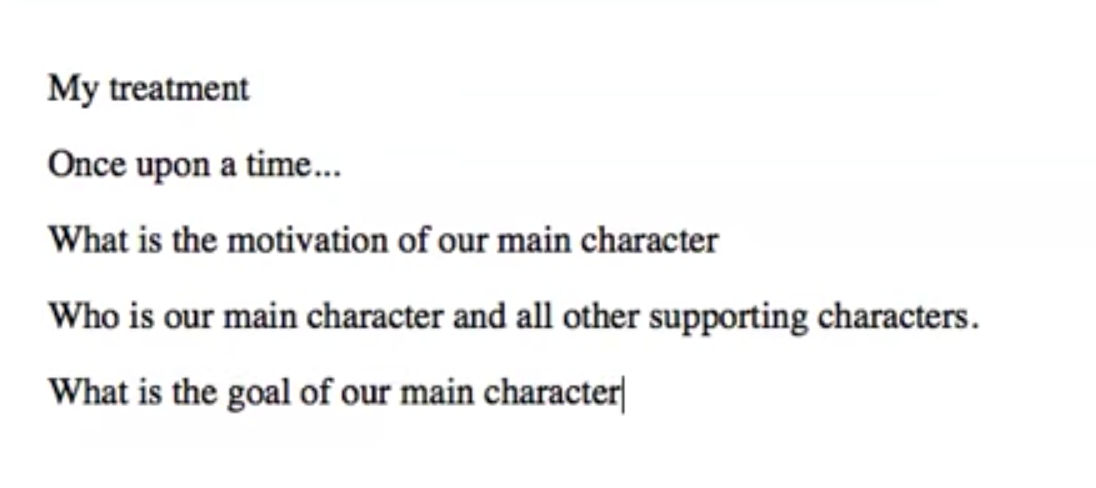 My treatment
Once upon a time...
What is the motivation of our main character
Who is our main character and all other supporting characters.
What is the goal of our main character